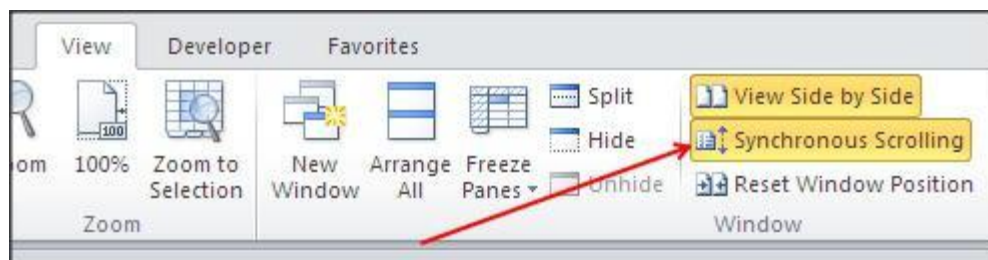 View Developer Favorites
Split View Side by Side
100 Hide Synchronous Scrolling
om 100% Zoom to Selection New Window Arrange All Freeze Panes Unhide Reset Window Position
Zoom Window